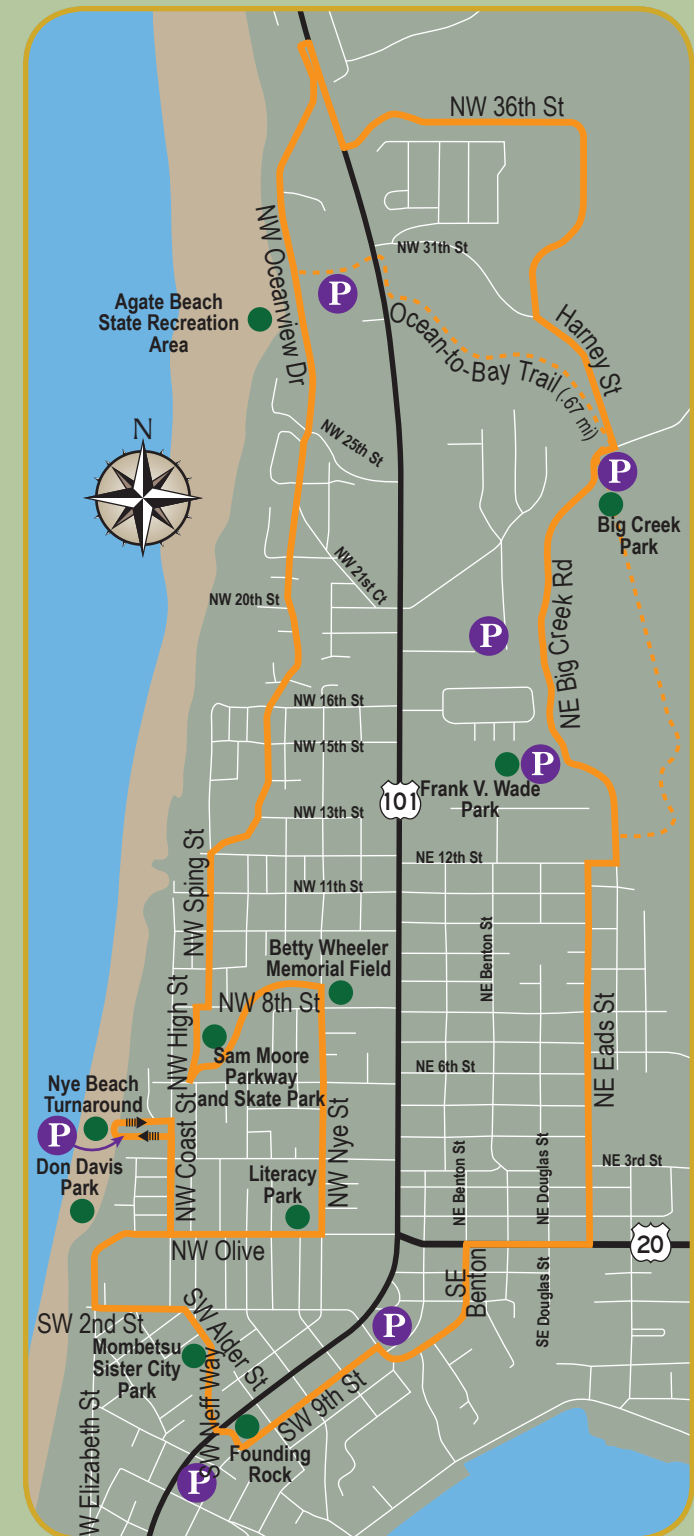 NW 36th St
NW 31th St
NW Oceanview Dr
P
Agate Beach
State Recreation
Area
Ocean-to-Bay Trail (.67 mi)
Harney St
N
NW 25th St
P
Big Creek
Park
NW 21st Ct
NW 20th St
NE Big Creek Rd
P
NW 16th St
NW 15th St
P
Frank V. Wade
Park
101
NW 13th St
NW Sping St
NE 12th St
NW 11th St
NE Benton St
Betty Wheeler
Memorial Field
NW High St
NW 8th St
NE Eads St
Sam Moore
Parkway
and Skate Park
NE 6th St
Nye Beach
Turnaround
P
NW Coast St
NW Nye St
Don Davis
Park
Literacy
Park
NE Benton St
NE Douglas St
NE 3rd St
NW Olive
20
SE
Benton
SE Douglas St
SW 2nd St
SW Alder St
P
Mombetsu
Sister City
Park
SW Neff Way
SW 9th St
W Elizabeth St
Founding
Rock
P